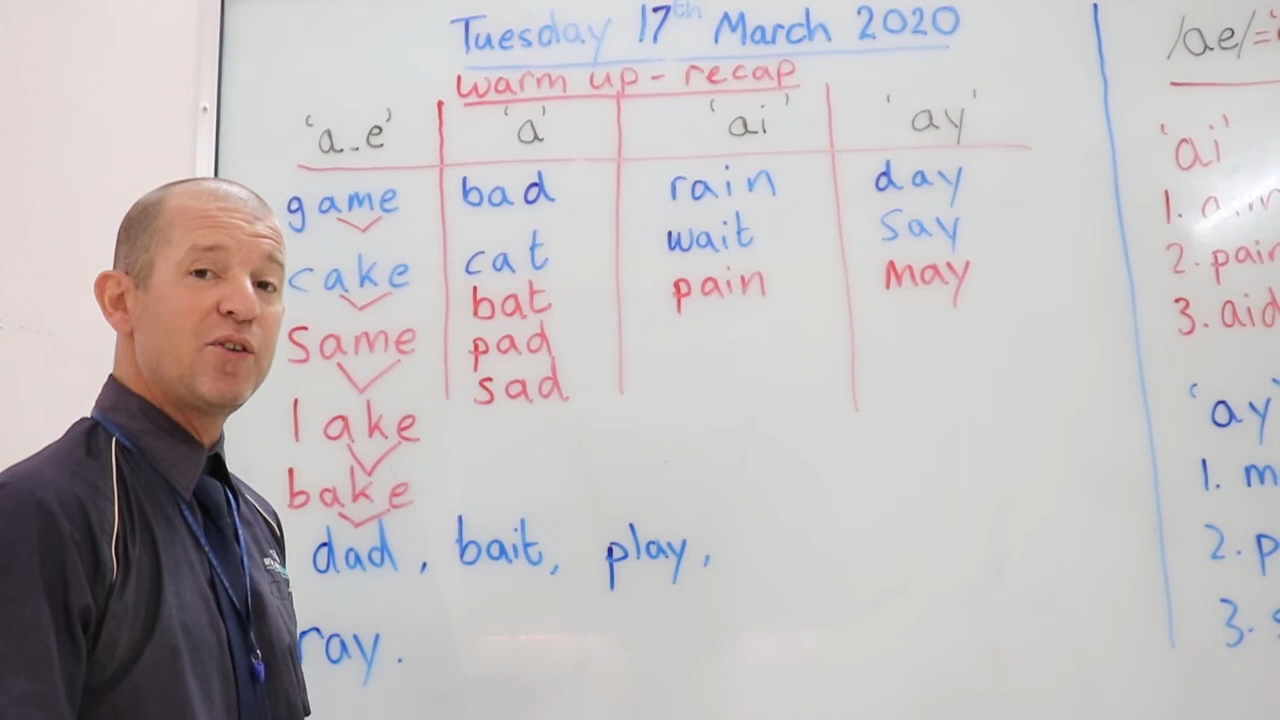 Tuesday 17th March 2020
warm up - recap
'a-e' 'a' 'ai' 'ay'
game bad rain day
cake cat wait say
same bat pain may
lake pad
bake sad
dad, bait, play,
ray.
/ae/=
'ai'
1.
2. pair
3. aid
'ay'
1. m
2. p
3. s